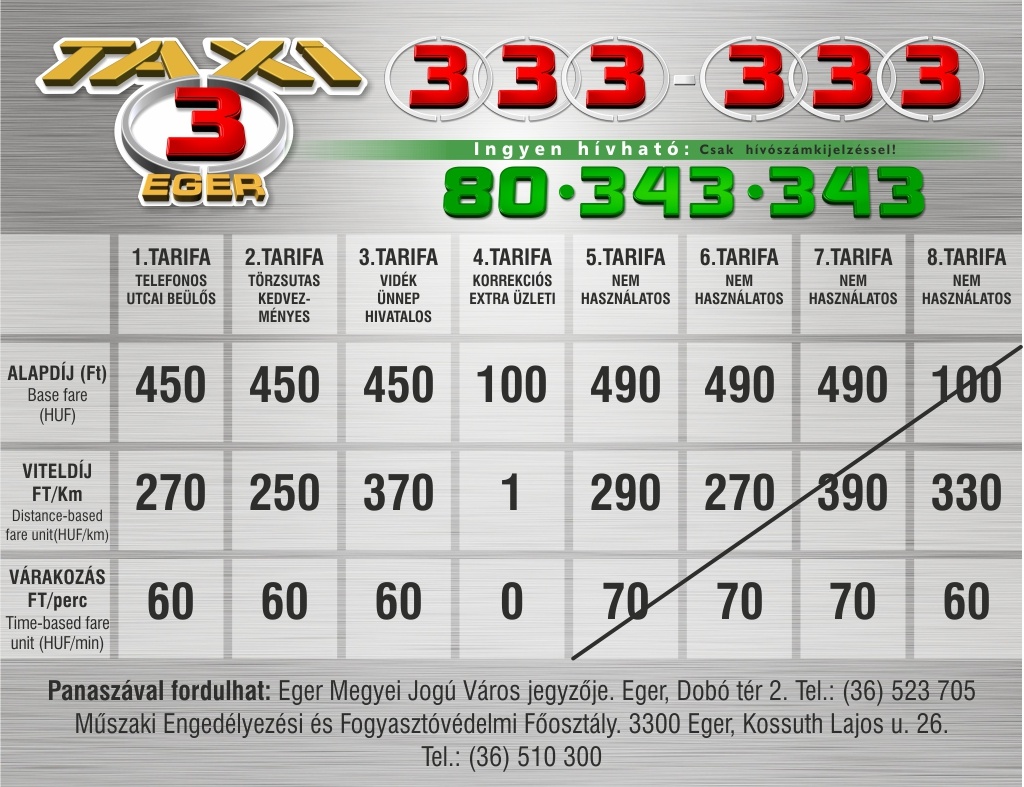 TAXI
3
EGER
333-333
Ingyen hívható: Csak hívószámkijelzéssel!
80·343·343
1.TARIFA 2.TARIFA 3.TARIFA 4.TARIFA 5.TARIFA 6.TARIFA 7.TARIFA 8.TARIFA
TELEFONOS TÖRZSUTAS VIDÉK KORREKCIÓS NEM NEM NEM NEM
UTCAI BEÜLŐS KEDVEZ- ÜNNEP EXTRA ÜZLETI HASZNÁLATOS HASZNÁLATOS HASZNÁLATOS HASZNÁLATOS
MÉNYES HIVATALOS
ALAPDÍJ (Ft)
Base fare
(HUF)
450 450 450 100 490 490 490 100
VITELDÍJ
FT/Km
Distance-based
fare unit(HUF/km)
270 250 370 1 290 270 390 330
VÁRAKOZÁS
FT/perc
Time-based fare
unit (HUF/min)
60 60 60 0 70 70 70 60
Panaszával fordulhat: Eger Megyei Jogú Város jegyzője. Eger, Dobó tér 2. Tel.: (36) 523 705
Műszaki Engedélyezési és Fogyasztóvédelmi Főosztály. 3300 Eger, Kossuth Lajos u. 26.
Tel.: (36) 510 300